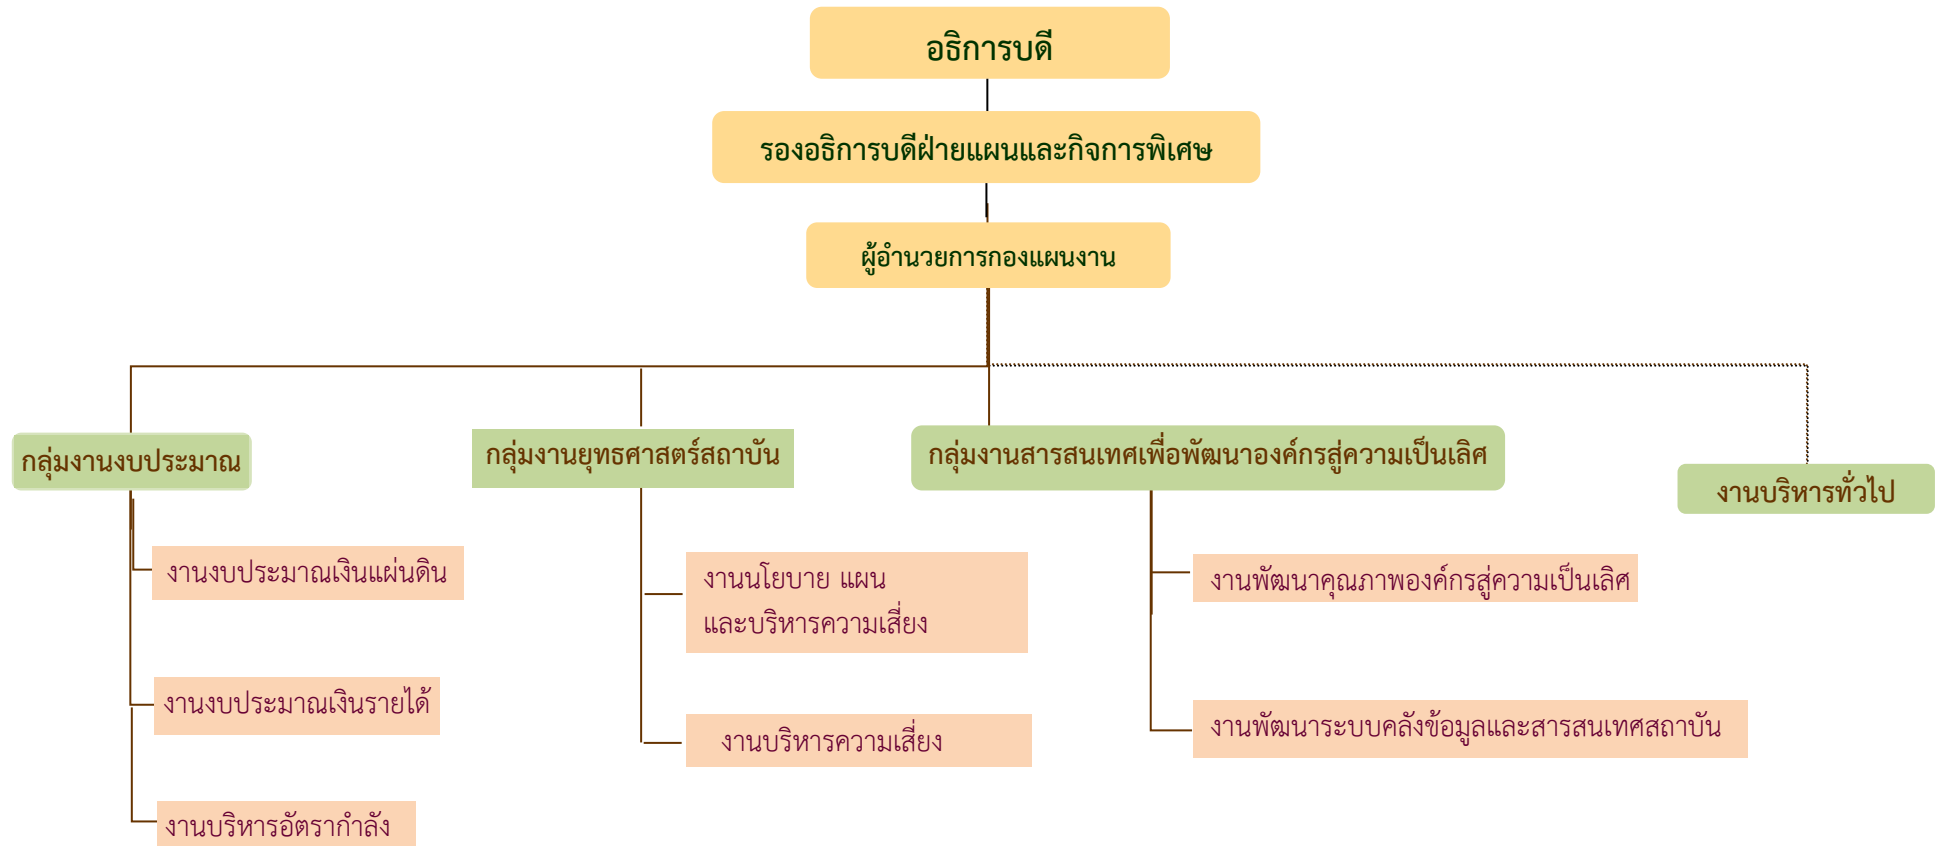 อธิการบดี
รองอธิการบดีฝ่ายแผนและกิจการพิเศษ
ผู้อำนวยการกองแผนงาน
กลุ่มงานงบประมาณ
กลุ่มงานยุทธศาสตร์สถาบัน
กลุ่มงานสารสนเทศเพื่อพัฒนาองค์กรสู่ความเป็นเลิศ
งานบริหารทั่วไป
งานงบประมาณเงินแผ่นดิน
งานงบประมาณเงินรายได้
งานบริหารอัตรากำลัง
งานนโยบาย แผน
และบริหารความเสี่ยง
งานบริหารความเสี่ยง
งานพัฒนาคุณภาพองค์กรสู่ความเป็นเลิศ
งานพัฒนาระบบคลังข้อมูลและสารสนเทศสถาบัน